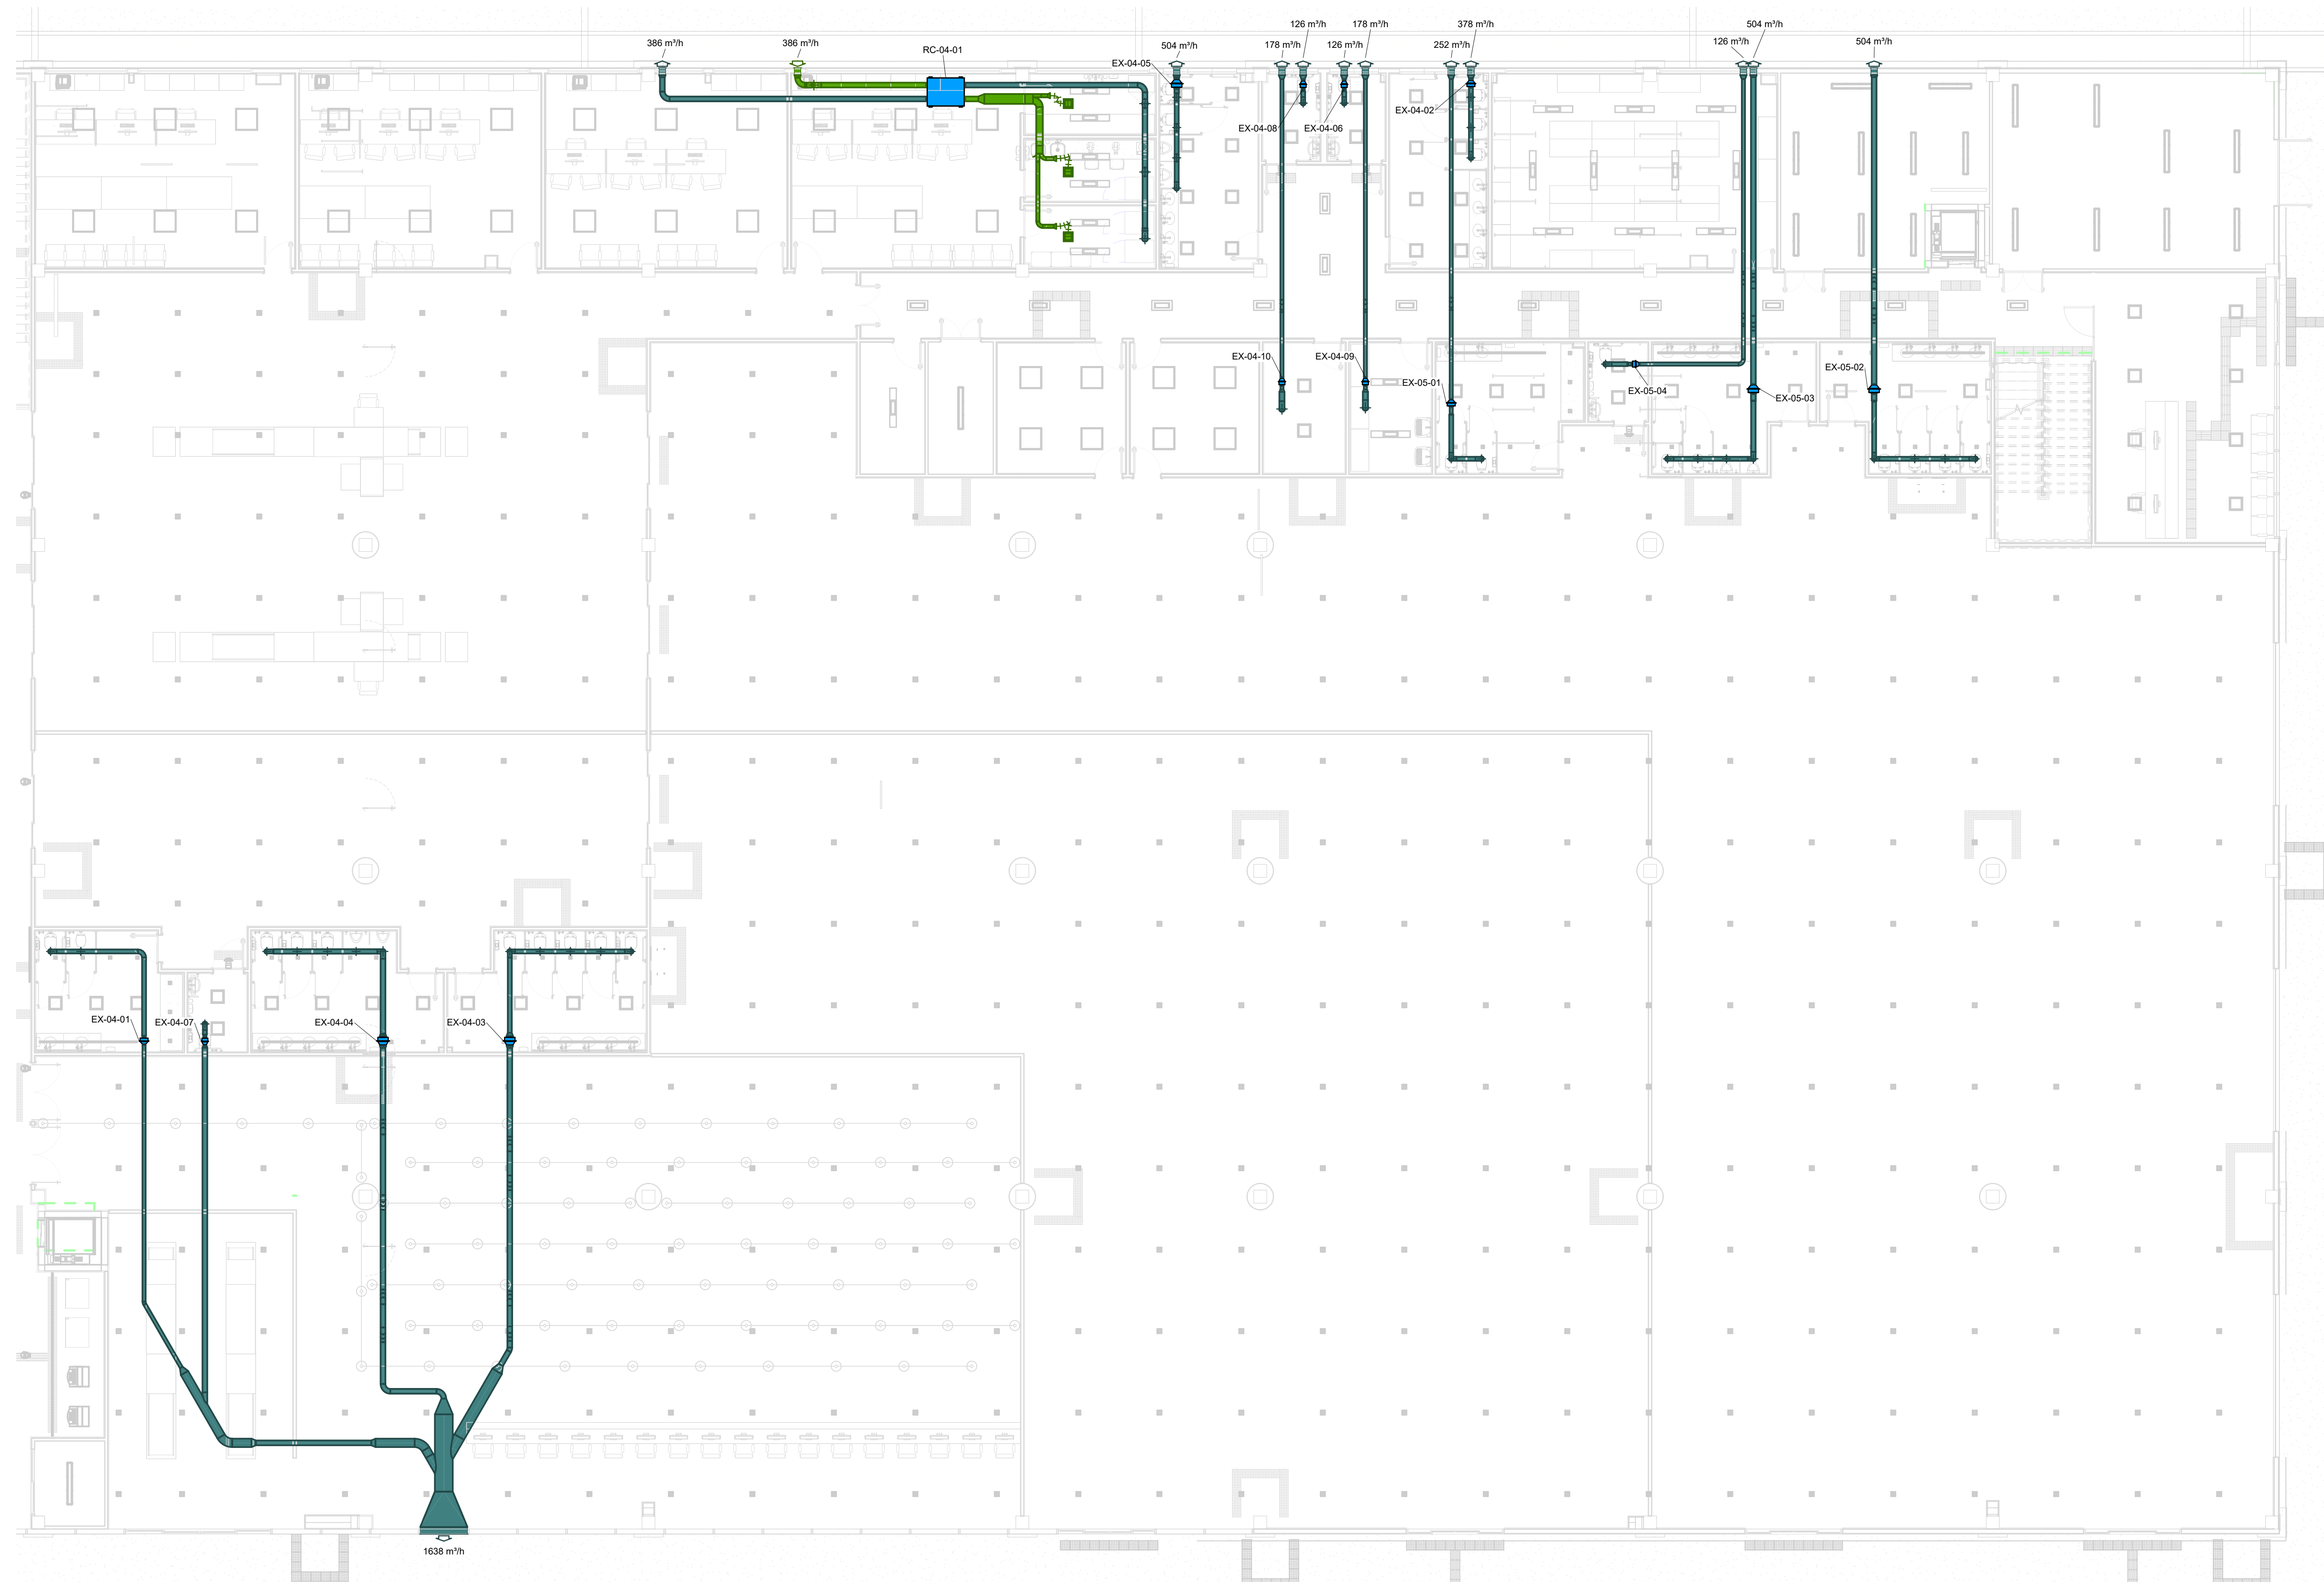 126 m³/h
178 m³/h
378 m³/h
504 m³/h
386 m³/h
386 m³/h
RC-04-01
504 m³/h
178 m³/h
126 m³/h
252 m³/h
126 m³/h
504 m³/h
EX-04-05
EX-04-02
EX-04-08
EX-04-06
EX-04-10
EX-04-09
EX-05-01
EX-05-04
EX-05-03
EX-05-02
EX-04-01
EX-04-07
EX-04-04
EX-04-03
1638 m³/h